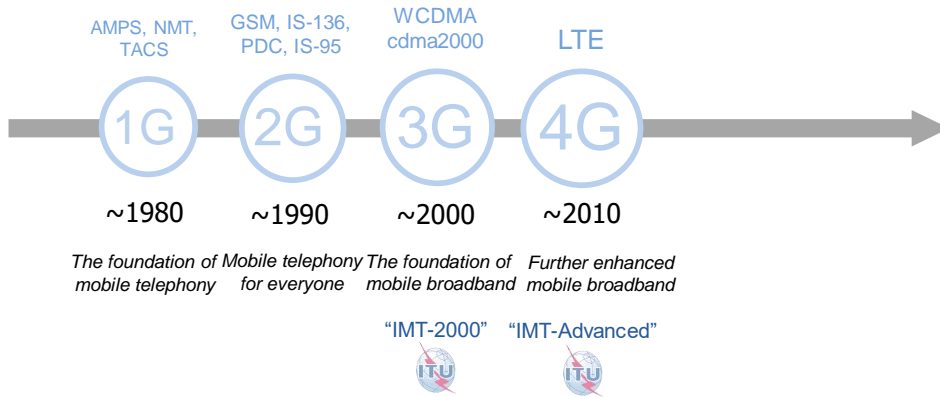 AMPS, NMT,
TACS
GSM, IS-136,
PDC, IS-95
WCDMA
cdma2000
LTE
1G
2G
3G
4G
~1980
~1990
~2000
~2010
The foundation of
mobile telephony
Mobile telephony
for everyone
The foundation of
mobile broadband
Further enhanced
mobile broadband
“IMT-2000”
“IMT-Advanced”
ITU
ITU